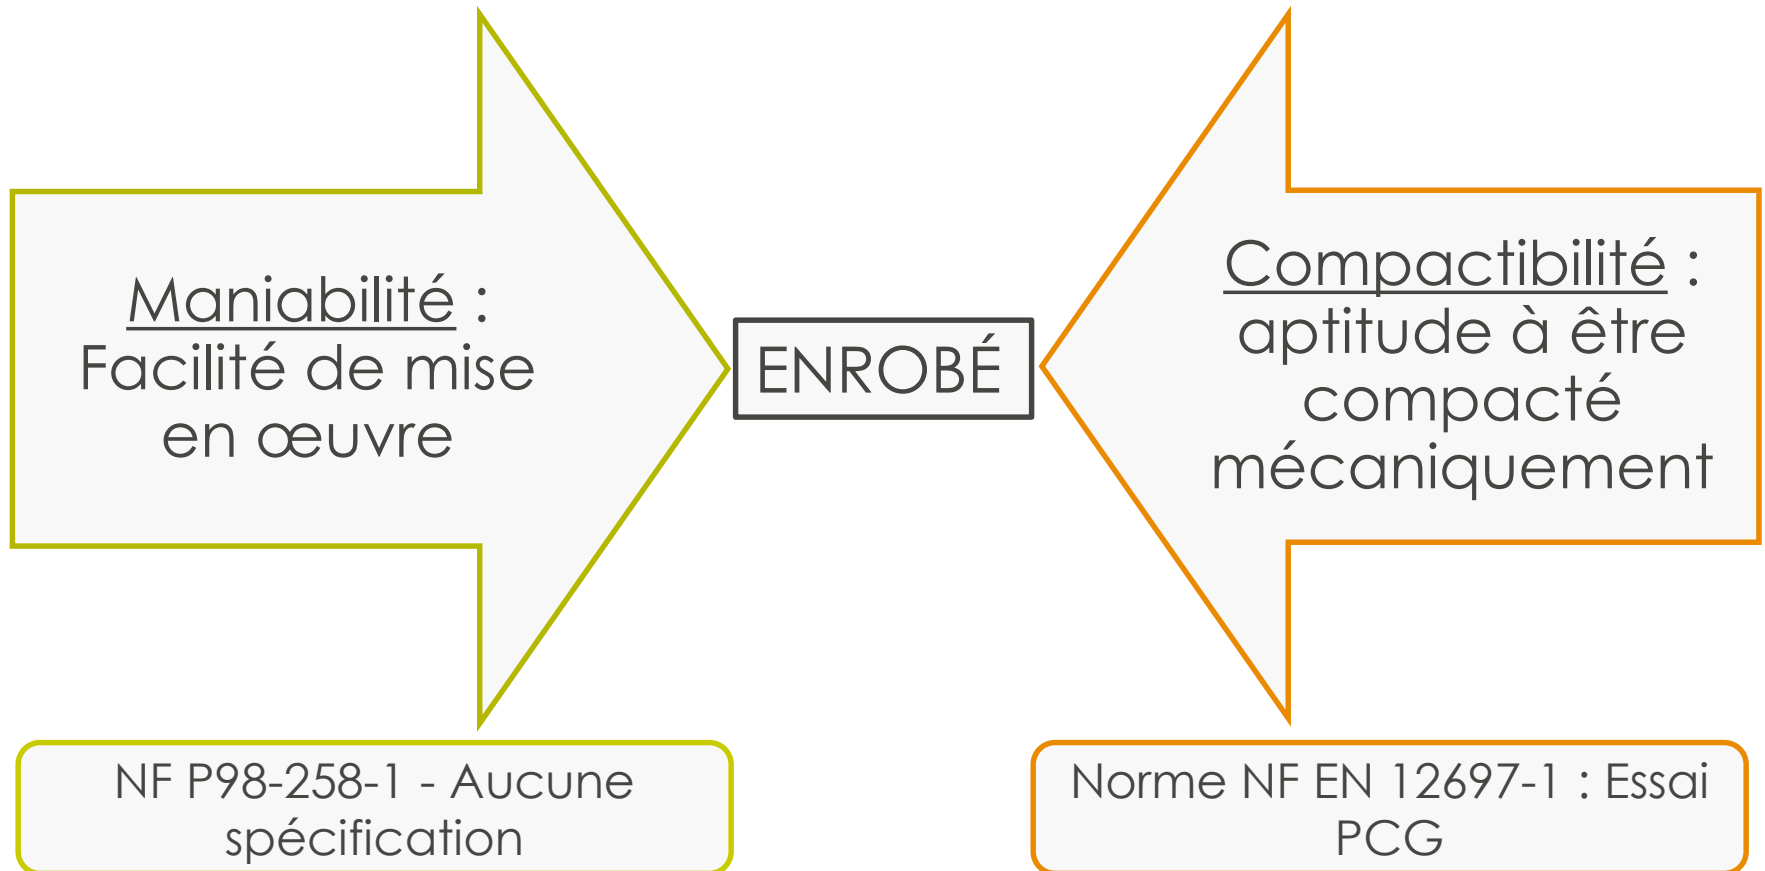 Maniabilité :
Facilité de mise
en œuvre
ENROBÉ
Compactibilité :
aptitude à être
compacté
mécaniquement
NF P98-258-1 - Aucune
spécification
Norme NF EN 12697-1 : Essai
PCG